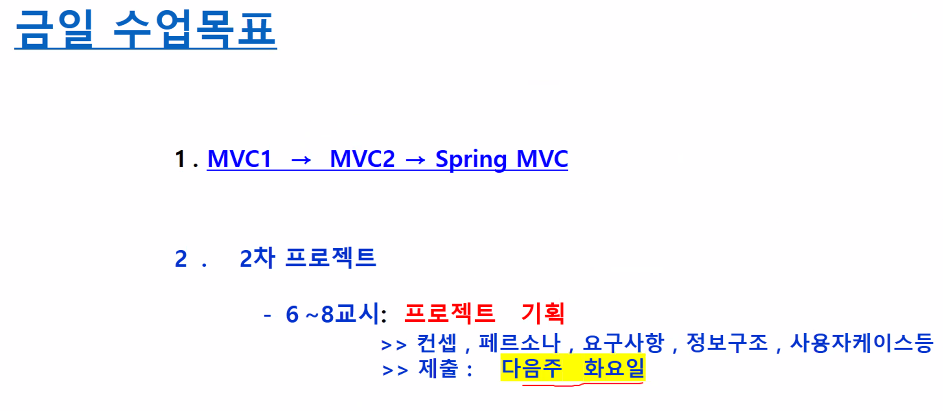 금일 수업목표
1. MVC1 → MVC2 → Spring MVC
2 . 2차 프로젝트
- 6~8교시: 프로젝트 기획
>> 컨셉 , 페르소나 , 요구사항 , 정보구조 , 사용자케이스등
>> 제출 : 다음주 화요일